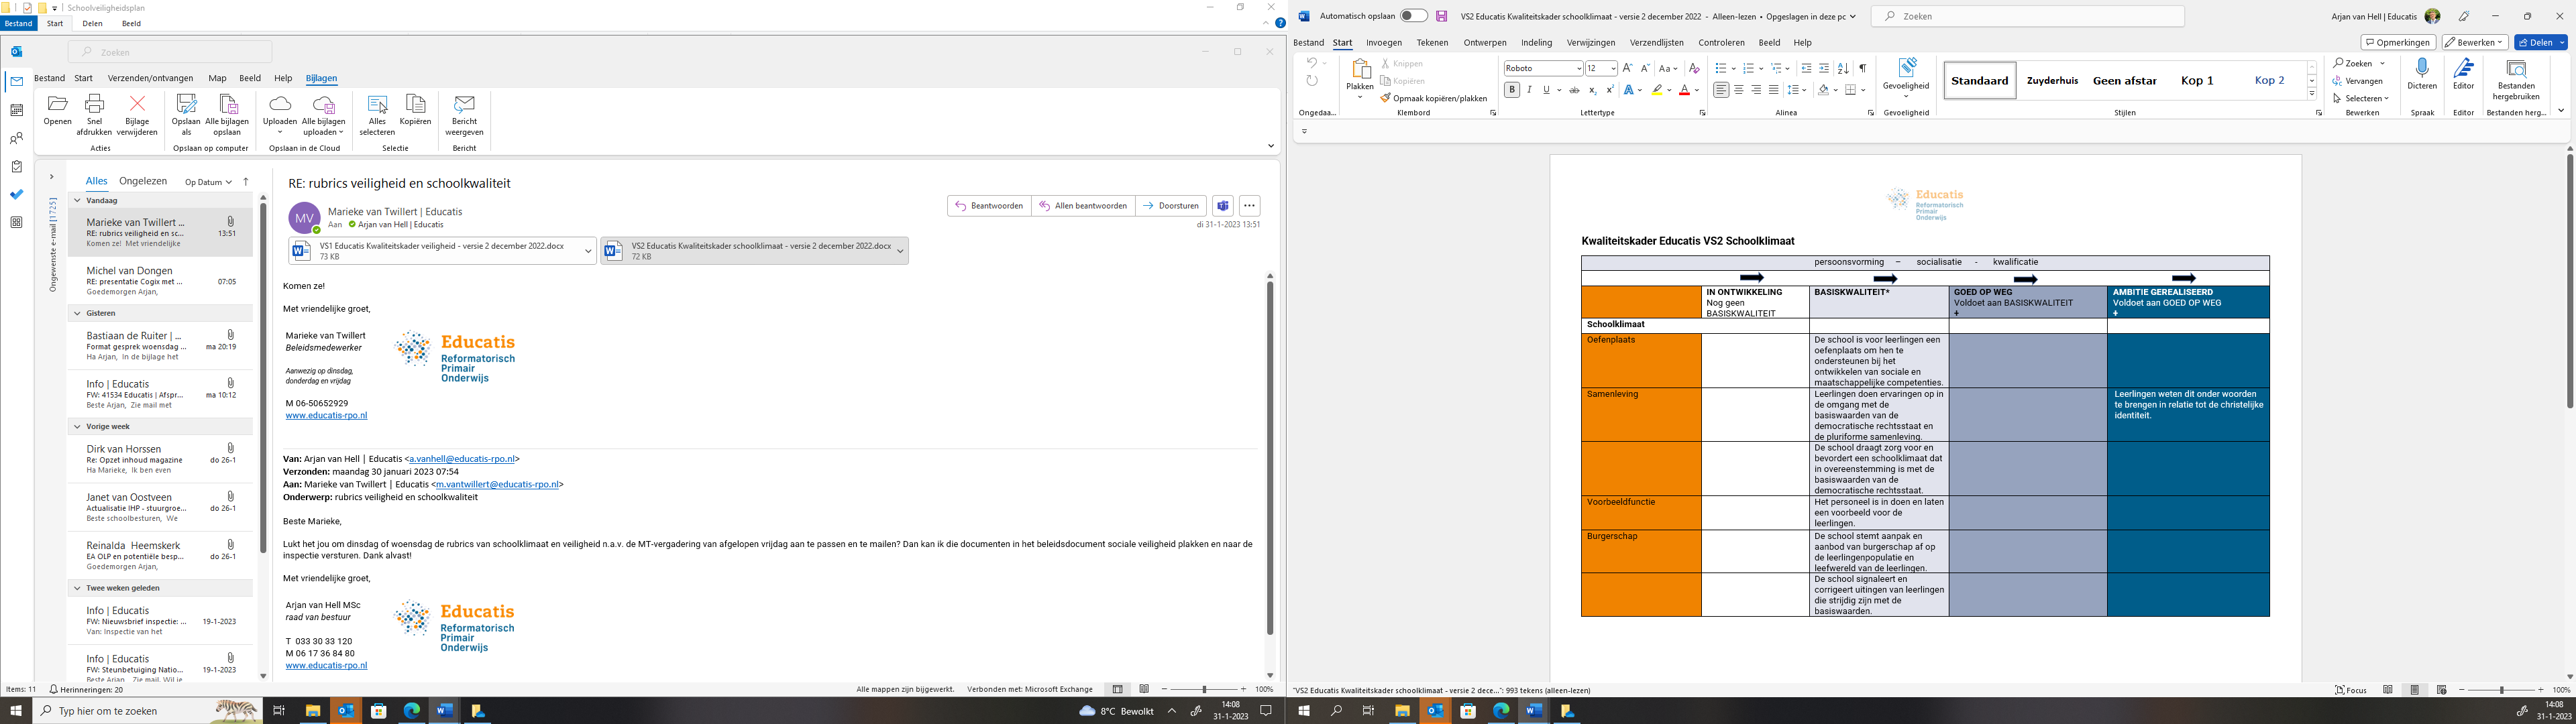 Schoolveiligheidsplan
Bestand Start Delen Beeld
Zoeken
Bestand Start Verzenden/ontvangen Map Beeld Help Bijlagen
Openen Snel afdrukken Bijlage verwijderen Opslaan als Alle bijlagen opslaan Uploaden Alle bijlagen uploaden Alles selecteren Kopiëren Bericht weergeven
Acties Opslaan op computer Opslaan in de Cloud Selectie Bericht
Ongewenste e-mail [1725]
Alles Ongelezen Op Datum
Vandaag
Marieke van Twillert ...
RE: rubrics veiligheid en sc... 13:51
Komen ze! Met vriendelijke
Michel van Dongen
RE: presentatie Cogix met ... 07:05
Goedemorgen Arjan,
Gisteren
Bastiaan de Ruiter | ...
Format gesprek woensdag ... ma 20:19
Ha Arjan, In de bijlage het
Info | Educatis
FW: 41534 Educatis | Afspr... ma 10:12
Beste Arjan, Zie mail met
Vorige week
Dirk van Horssen
Re: Opzet inhoud magazine do 26-1
Ha Marieke, Ik ben even
Janet van Oostveen
Actualisatie IHP - stuurgroe... do 26-1
Beste schoolbesturen, We
Reinalda Heemskerk
EA OLP en potentiële besp... do 26-1
Goedemorgen Arjan,
Twee weken geleden
Info | Educatis
FW: Nieuwsbrief inspectie: ... 19-1-2023
Van: Inspectie van het
Info | Educatis
FW: Steunbetuiging Natio... 19-1-2023
Beste Arjan, Zie mail. Wil je
RE: rubrics veiligheid en schoolkwaliteit
MV
Marieke van Twillert | Educatis
Aan Arjan van Hell | Educatis
Beantwoorden Allen beantwoorden Doorsturen
di 31-1-2023 13:51
VS1 Educatis Kwaliteitskader veiligheid - versie 2 december 2022.docx
73 KB
VS2 Educatis Kwaliteitskader schoolklimaat - versie 2 december 2022.docx
72 KB
Komen ze!
Met vriendelijke groet,
Marieke van Twillert
Beleidsmedewerker
Aanwezig op dinsdag,
donderdag en vrijdag
M 06-50652929
www.educatis-rpo.nl
Educatis
Reformatorisch
Primair
Onderwijs
Van: Arjan van Hell | Educatis <a.vanhell@educatis-rpo.nl>
Verzonden: maandag 30 januari 2023 07:54
Aan: Marieke van Twillert | Educatis <m.vantwillert@educatis-rpo.nl>
Onderwerp: rubrics veiligheid en schoolkwaliteit
Beste Marieke,
Lukt het jou om dinsdag of woensdag de rubrics van schoolklimaat en veiligheid n.a.v. de MT-vergadering van afgelopen vrijdag aan te passen en te mailen? Dan kan ik die documenten in het beleidsdocument sociale veiligheid plakken en naar de
inspectie versturen. Dank alvast!
Met vriendelijke groet,
Arjan van Hell MSc
raad van bestuur
T 033 30 33 120
M 06 17 36 84 80
www.educatis-rpo.nl
Educatis
Reformatorisch
Primair
Onderwijs
Items: 11 Herinneringen: 20 Alle mappen zijn bijgewerkt. Verbonden met: Microsoft Exchange 100%
Typ hier om te zoeken 8°C Bewolkt 14:08
31-1-2023
Automatisch opslaan VS2 Educatis Kwaliteitskader schoolklimaat - versie 2 december 2022 - Alleen-lezen • Opgeslagen in deze pc Zoeken Arjan van Hell | Educatis
Bestand Start Invoegen Tekenen Ontwerpen Indeling Verwijzingen Verzendlijsten Controleren Beeld Help Opmerkingen Bewerken Delen
Plakken Knippen
Kopiëren
Opmaak kopiëren/plakken
Roboto 12
Gevoeligheid
Standaard Zuyderhuis Geen afstar Kop 1 Kop 2
Zoeken
Vervangen
Selecteren
Dicteren Editor Bestanden hergebruiken
Ongedaa... Klembord Lettertype Alinea Gevoeligheid Stijlen Bewerken Spraak Editor Bestanden herg...
Educatis
Reformatorisch
Primair
Onderwijs
Kwaliteitskader Educatis VS2 Schoolklimaat
persoonsvorming – socialisatie - kwalificatie
IN ONTWIKKELING
Nog geen
BASISKWALITEIT
BASISKWALITEIT*
GOED OP WEG
Voldoet aan BASISKWALITEIT
+
AMBITIE GEREALISEERD
Voldoet aan GOED OP WEG
+
Schoolklimaat
Oefenplaats
De school is voor leerlingen een
oefenplaats om hen te
ondersteunen bij het
ontwikkelen van sociale en
maatschappelijke competenties.
Samenleving
Leerlingen doen ervaringen op in
de omgang met de
basiswaarden van de
democratische rechtsstaat en
de pluriforme samenleving.
Leerlingen weten dit onder woorden
te brengen in relatie tot de christelijke
identiteit.
De school draagt zorg voor en
bevordert een schoolklimaat dat
in overeenstemming is met de
basiswaarden van de
democratische rechtsstaat.
Voorbeeldfunctie
Het personeel is in doen en laten
een voorbeeld voor de
leerlingen.
Burgerschap
De school stemt aanpak en
aanbod van burgerschap af op
de leerlingenpopulatie en
leefwereld van de leerlingen.
De school signaleert en
corrigeert uitingen van leerlingen
die strijdig zijn met de
basiswaarden.
"VS2 Educatis Kwaliteitskader schoolklimaat - versie 2 dece...": 993 tekens (alleen-lezen) Focus 100%
14:08
31-1-2023